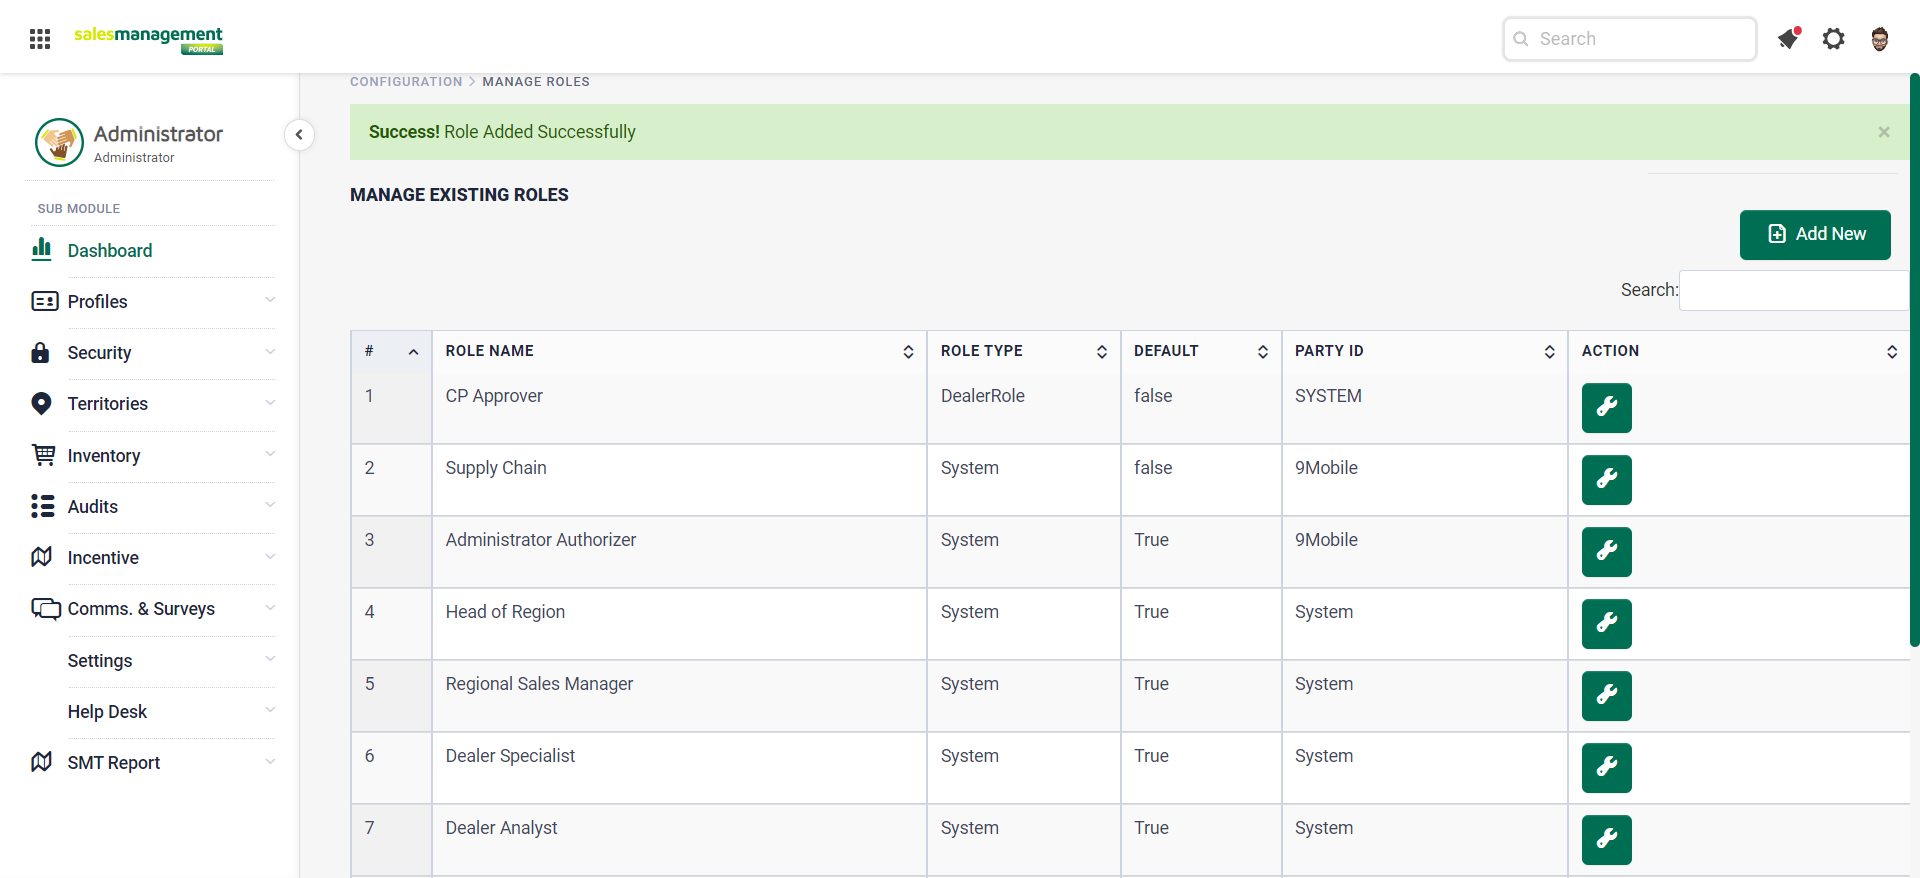 salesmanagement
PORTAL
Search
CONFIGURATION > MANAGE ROLES
Success! Role Added Successfully
×
Administrator
Administrator
SUB MODULE
Dashboard
Profiles
Security
Territories
Inventory
Audits
Incentive
Comms. & Surveys
Settings
Help Desk
SMT Report
MANAGE EXISTING ROLES
Add New
Search:
# ROLE NAME ROLE TYPE DEFAULT PARTY ID ACTION
1 CP Approver DealerRole false SYSTEM
2 Supply Chain System false 9Mobile
3 Administrator Authorizer System True 9Mobile
4 Head of Region System True System
5 Regional Sales Manager System True System
6 Dealer Specialist System True System
7 Dealer Analyst System True System